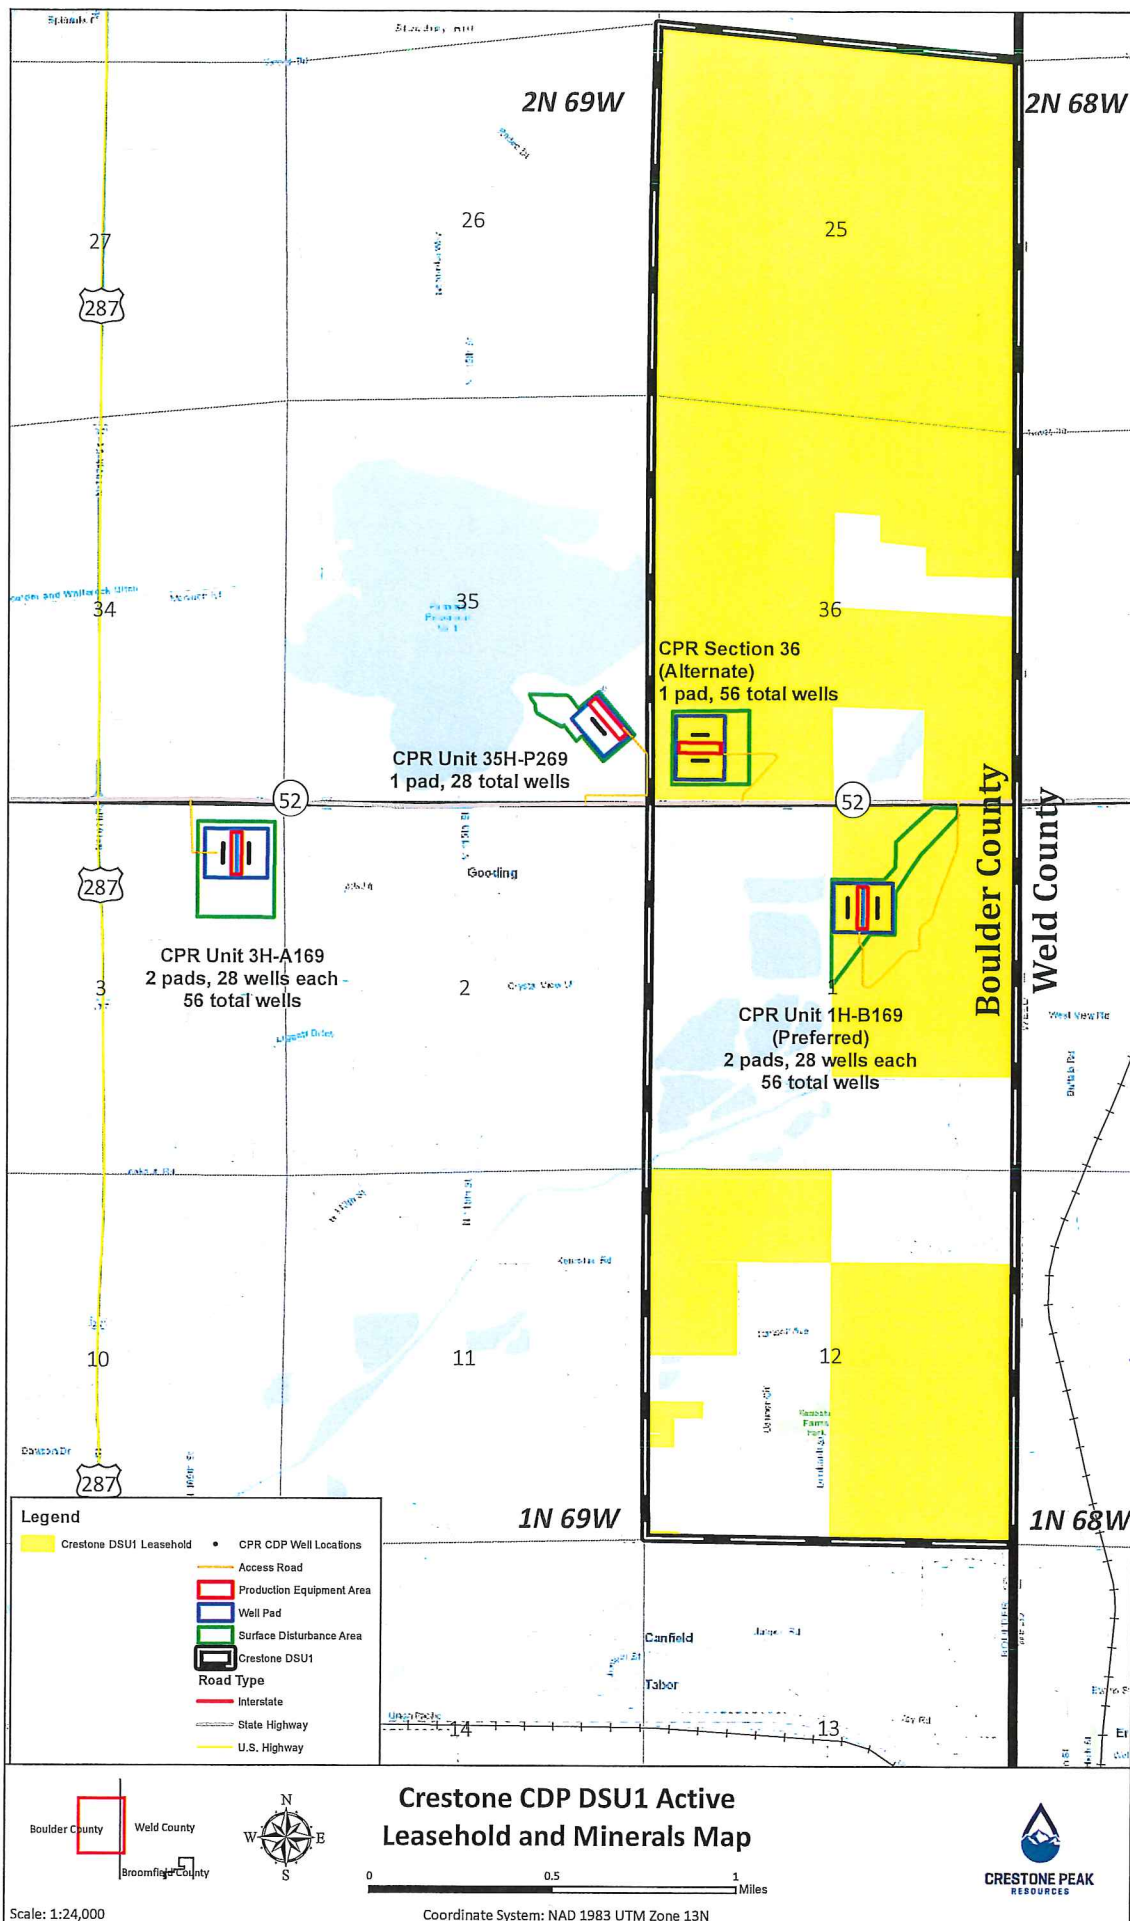 2N 69W
2N 68W
26
25
27
287
35
34
36
CPR Section 36
(Alternate)
1 pad, 56 total wells
CPR Unit 35H-P269
1 pad, 28 total wells
52
52
Boulder County
Weld County
Gooding
287
CPR Unit 3H-A169
2 pads, 28 wells each
56 total wells
3
2
1
CPR Unit 1H-B169
(Preferred)
2 pads, 28 wells each
56 total wells
West View Rd
10
11
12
Dawson Dr
287
1N 69W
1N 68W
Legend
Crestone DSU1 Leasehold
CPR CDP Well Locations
Access Road
Production Equipment Area
Well Pad
Surface Disturbance Area
Crestone DSU1
Road Type
Interstate
State Highway
U.S. Highway
Canfield
Tabor
14
13
Boulder County
Weld County
Broomfield County
N
W
E
S
Crestone CDP DSU1 Active
Leasehold and Minerals Map
0
0.5
1
Miles
CRESTONE PEAK
RESOURCES
Scale: 1:24,000
Coordinate System: NAD 1983 UTM Zone 13N